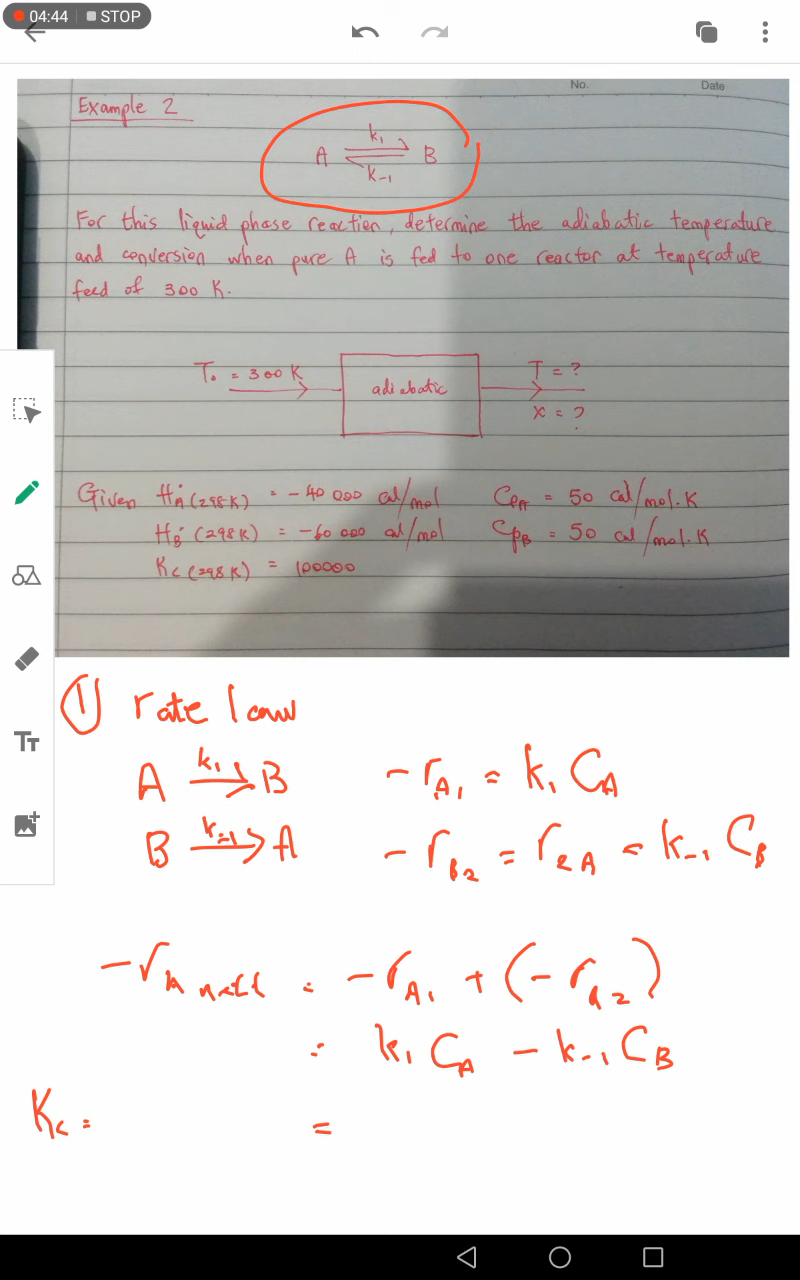 04:44 STOP
No. Date
Example 2
A ⇌ B
k₁
k₋₁
For this liquid phase reaction, determine the adiabatic temperature
and conversion when pure A is fed to one reactor at temperature
feed of 300 K.
T₀ = 300 K
adiabatic
T = ?
X = ?
Given H°A (298K) = -40 000 cal/mol CPA = 50 cal/mol.K
H°B (298K) = -60 000 cal/mol CPB = 50 cal/mol.K
Kc (298K) = 100000
Tт
① rate law
A k₁→ B -rA₁ = k₁ CA
B k₋₁→ A -rB2 = r2A = k₋₁ CB
-rA nett = -rA₁ + (-rA2)
= k₁ CA - k₋₁ CB
Kc = =